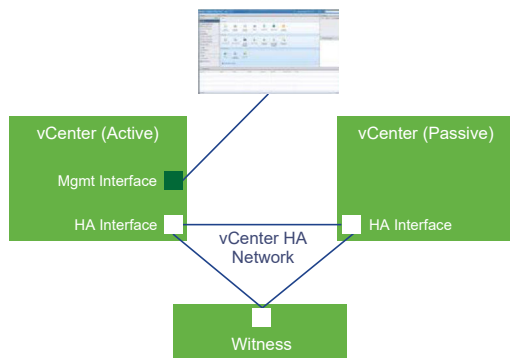 vCenter (Active)
vCenter (Passive)
Mgmt Interface
HA Interface
HA Interface
vCenter HA
Network
Witness